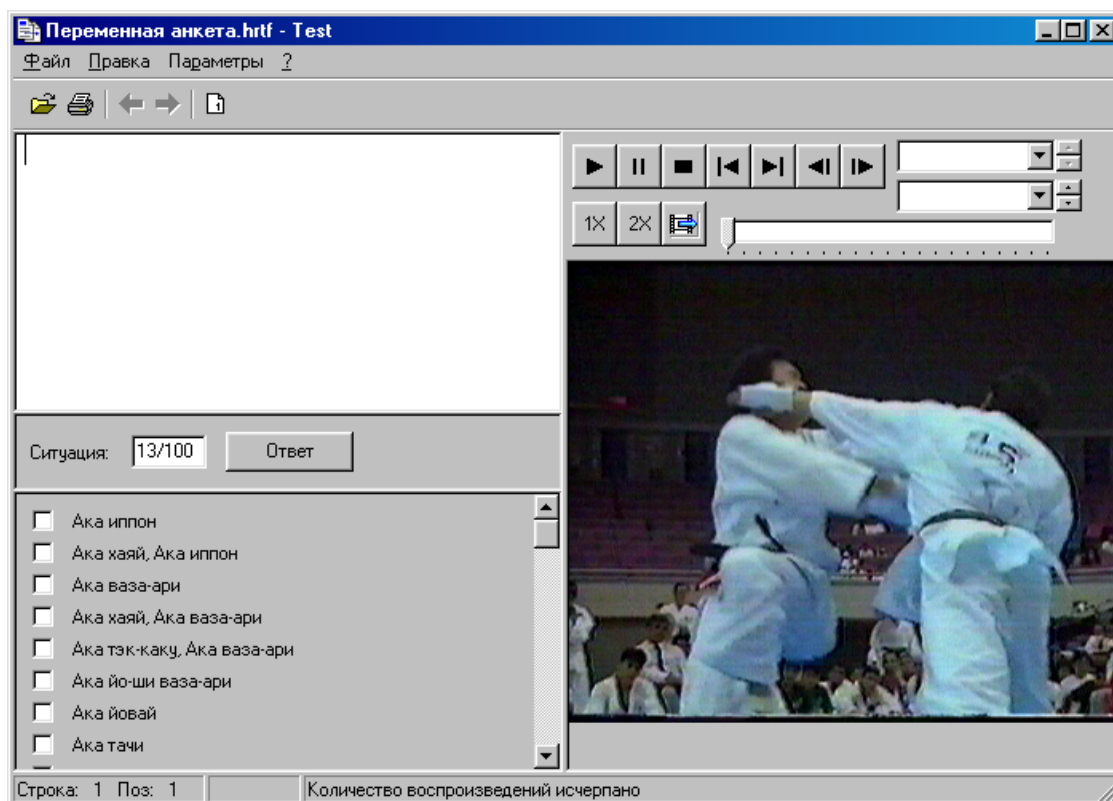 Переменная анкета.hrtf - Test
Файл Правка Параметры ?
1
1X 2X
Ситуация: 13/100 Ответ
Ака иппон
Ака хаяй, Ака иппон
Ака ваза-ари
Ака хаяй, Ака ваза-ари
Ака тэк-каку, Ака ваза-ари
Ака йо-ши ваза-ари
Ака йовай
Ака тачи
Строка: 1 Поз: 1 Количество воспроизведений исчерпано